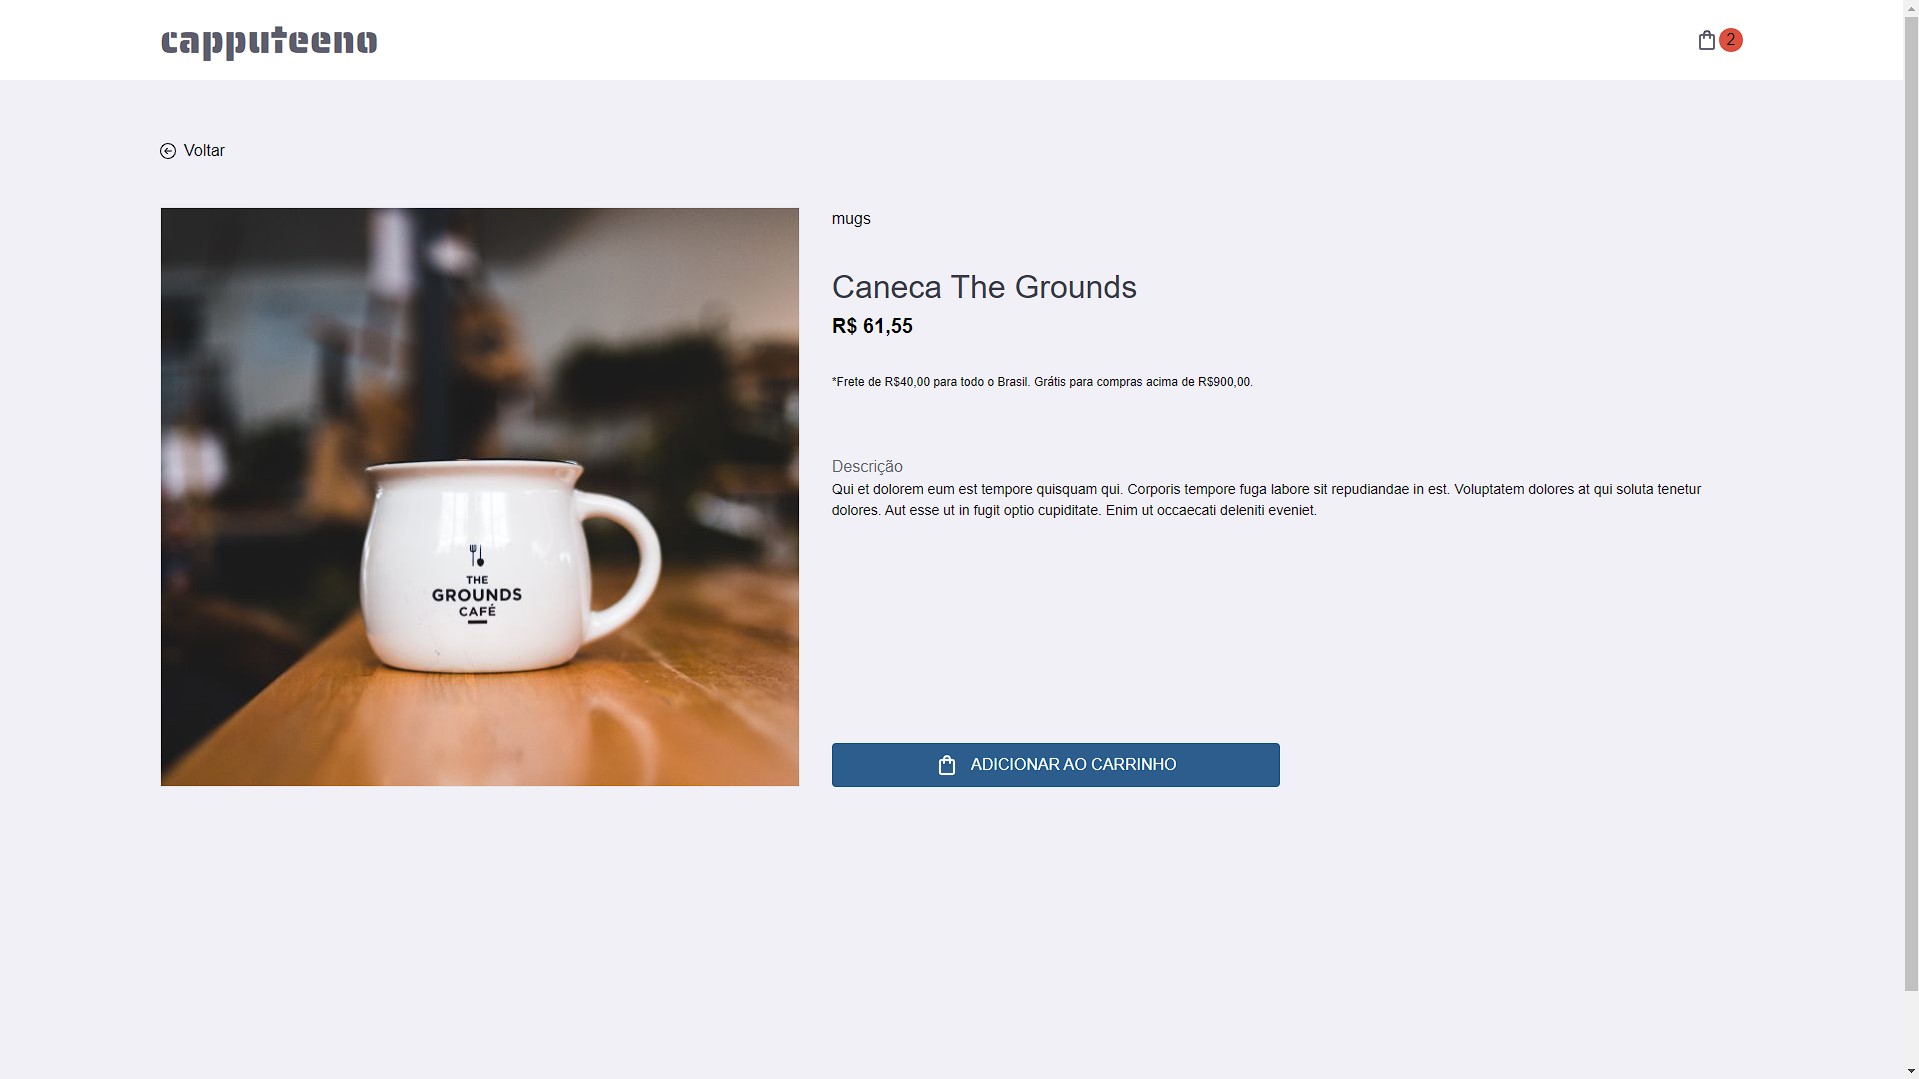 capputeeno
2
Voltar
mugs
Caneca The Grounds
R$ 61,55
*Frete de R$40,00 para todo o Brasil. Grátis para compras acima de R$900,00.
Descrição
Qui et dolorem eum est tempore quisquam qui. Corporis tempore fuga labore sit repudiandae in est. Voluptatem dolores at qui soluta tenetur
dolores. Aut esse ut in fugit optio cupiditate. Enim ut occaecati deleniti eveniet.
THE
GROUNDS
CAFÉ
ADICIONAR AO CARRINHO